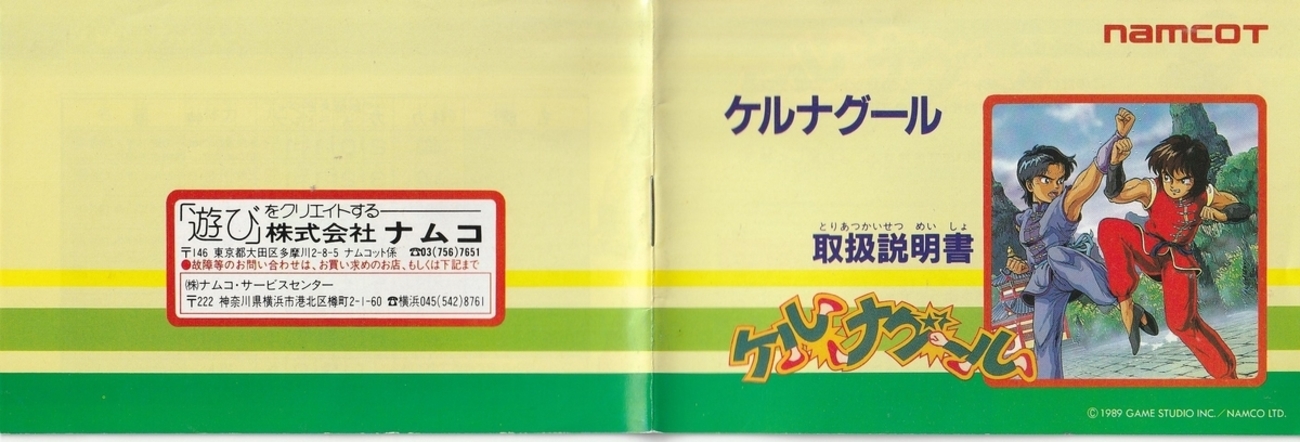 「遊び」をクリエイトする
株式会社 ナムコ
〒146 東京都大田区多摩川2-8-5 ナムコット係 ☎03(756)7651
●故障等のお問い合わせは、お買い求めのお店、もしくは下記まで
㈱ナムコ・サービスセンター
〒222 神奈川県横浜市港北区樽町2-1-60 ☎横浜045(542)8761
namcot
ケルナグール
とりあつかいせつ めい しょ
取扱説明書
ケルナグール
©1989 GAME STUDIO INC./NAMCO LTD.